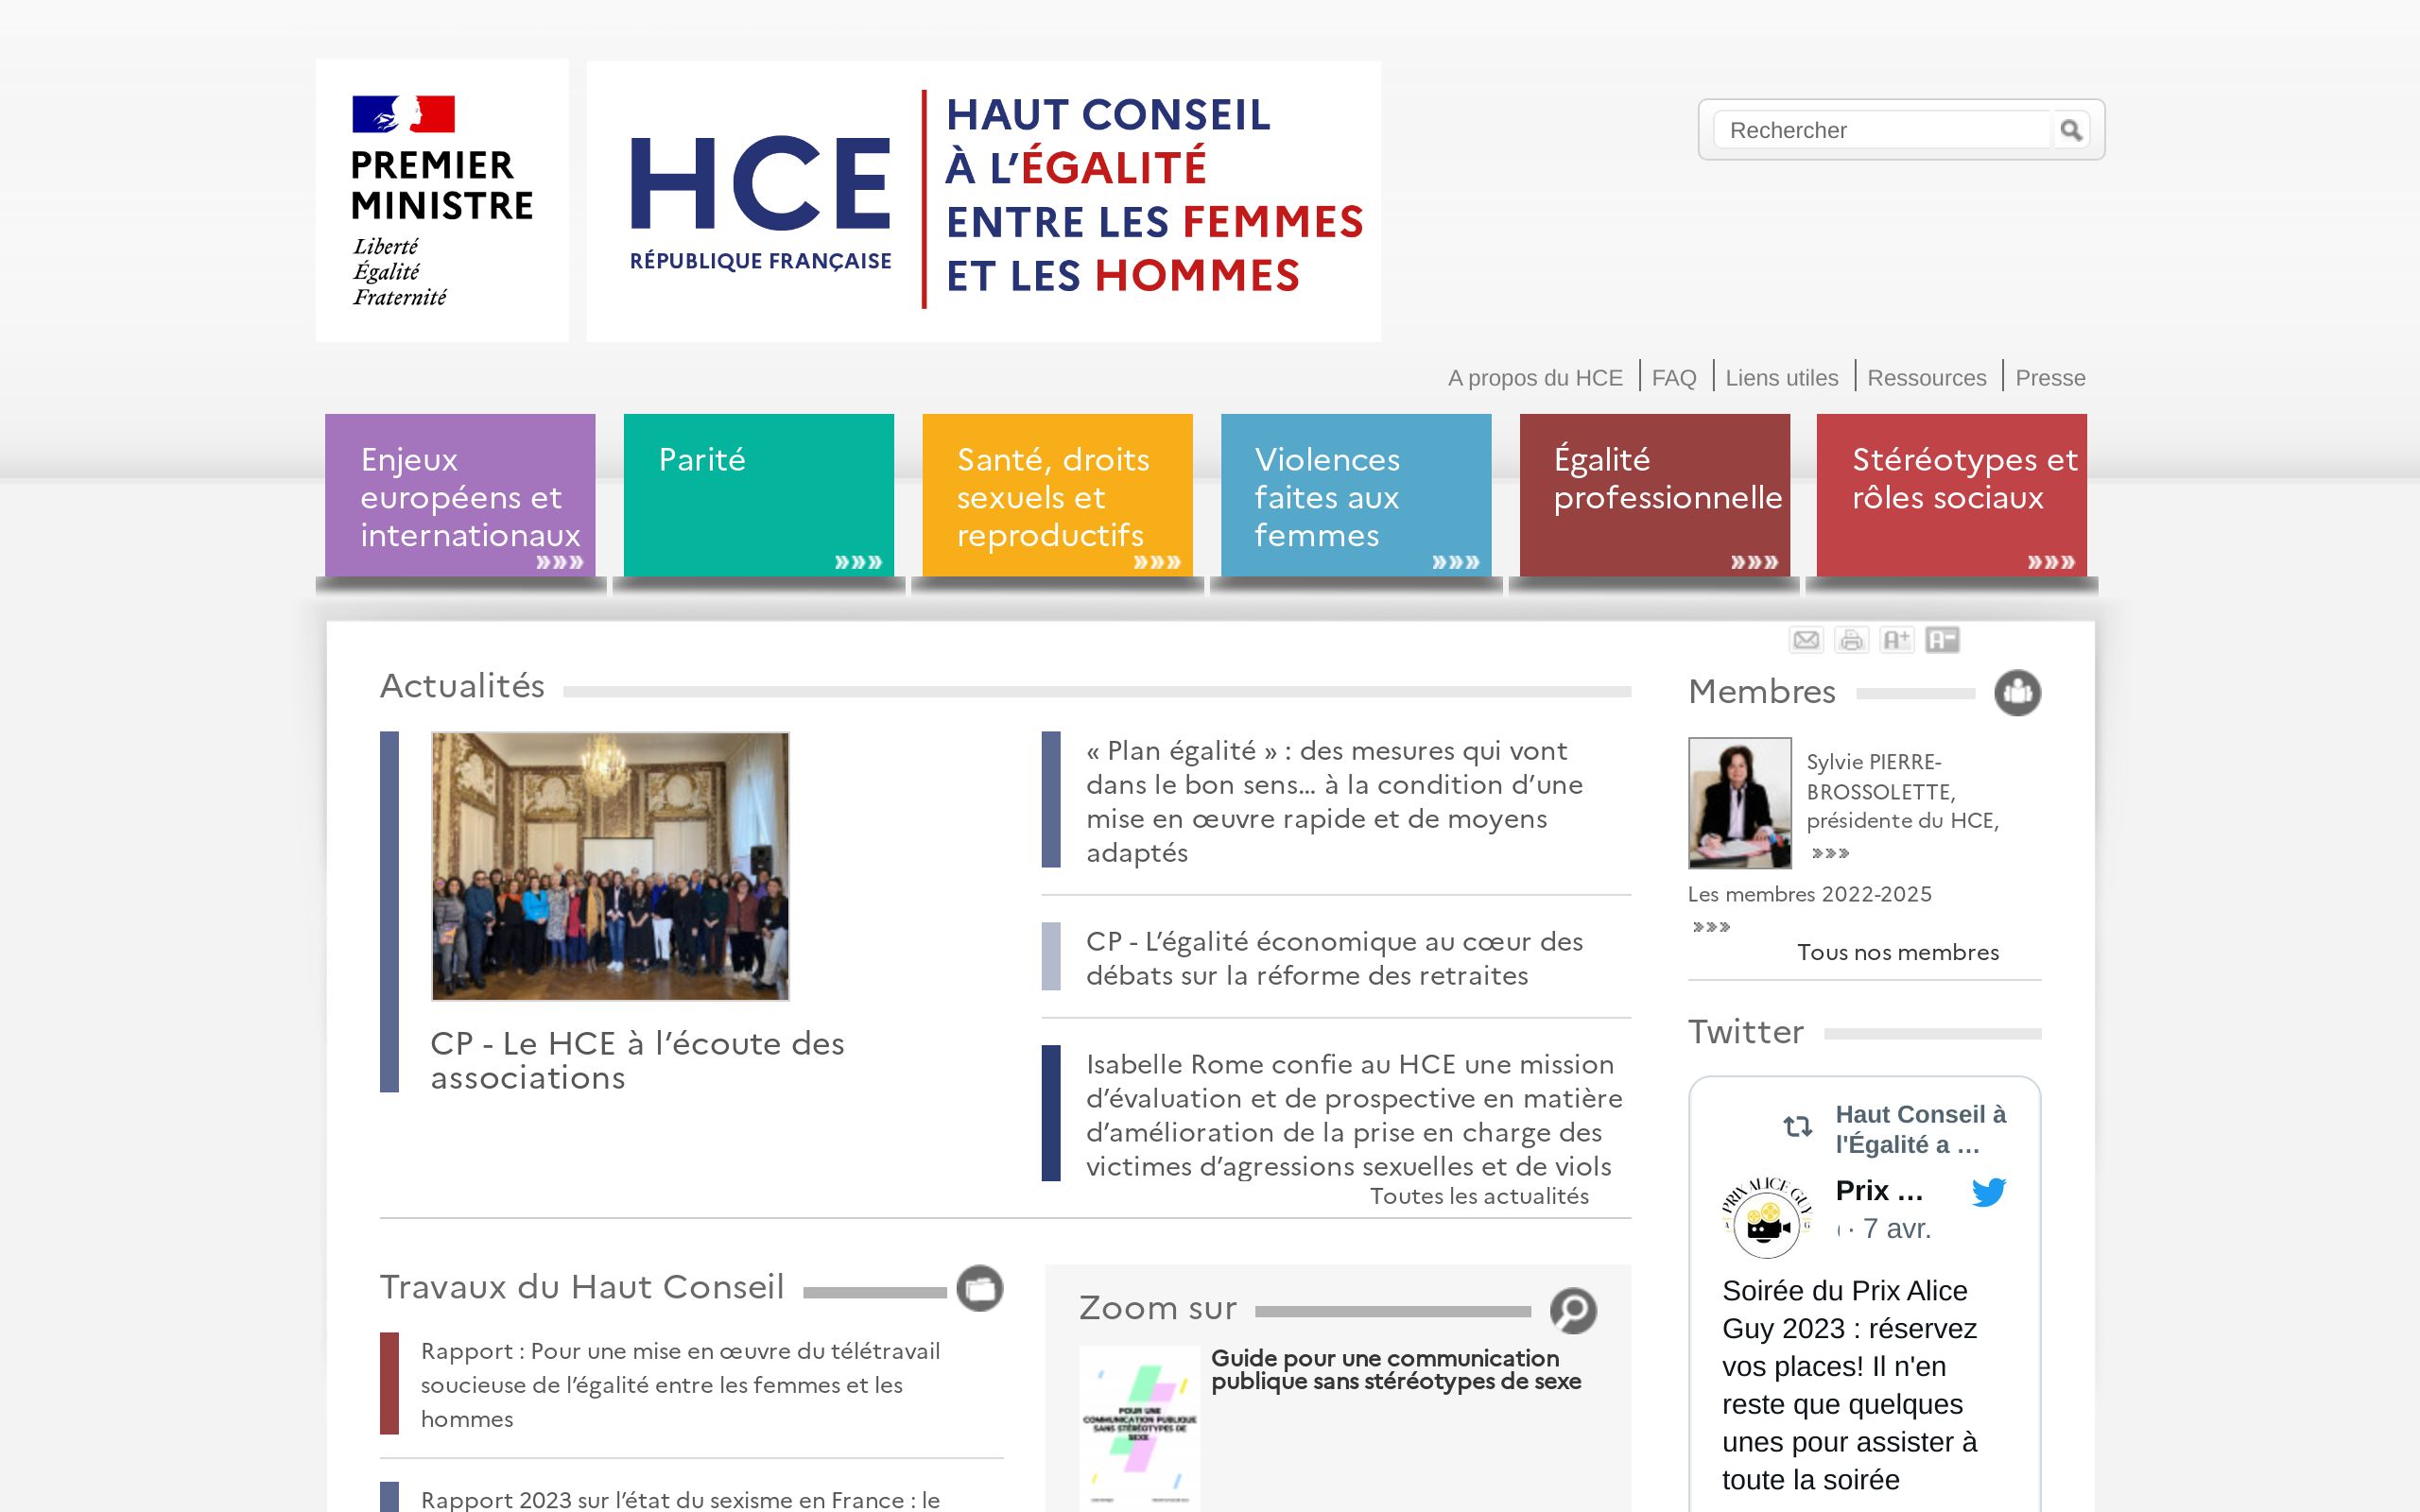 PREMIER
MINISTRE
Liberté
Égalité
Fraternité
HCE
RÉPUBLIQUE FRANÇAISE
HAUT CONSEIL
À L’ÉGALITÉ
ENTRE LES FEMMES
ET LES HOMMES
Rechercher
A propos du HCE
FAQ
Liens utiles
Ressources
Presse
Enjeux
européens et
internationaux
Parité
Santé, droits
sexuels et
reproductifs
Violences
faites aux
femmes
Égalité
professionnelle
Stéréotypes et
rôles sociaux
A+
A-
Actualités
CP - Le HCE à l’écoute des
associations
« Plan égalité » : des mesures qui vont
dans le bon sens… à la condition d’une
mise en œuvre rapide et de moyens
adaptés
CP - L’égalité économique au cœur des
débats sur la réforme des retraites
Isabelle Rome confie au HCE une mission
d’évaluation et de prospective en matière
d’amélioration de la prise en charge des
victimes d’agressions sexuelles et de viols
Toutes les actualités
Membres
Sylvie PIERRE-
BROSSOLETTE,
présidente du HCE,
Les membres 2022-2025
Tous nos membres
Twitter
Haut Conseil à
l'Égalité a …
PRIX ALICE GUY
Prix …
· 7 avr.
Soirée du Prix Alice
Guy 2023 : réservez
vos places! Il n'en
reste que quelques
unes pour assister à
toute la soirée
Travaux du Haut Conseil
Rapport : Pour une mise en œuvre du télétravail
soucieuse de l’égalité entre les femmes et les
hommes
Rapport 2023 sur l’état du sexisme en France : le
Zoom sur
POUR UNE
COMMUNICATION PUBLIQUE
SANS STÉRÉOTYPES DE
SEXE
Guide pour une communication
publique sans stéréotypes de sexe